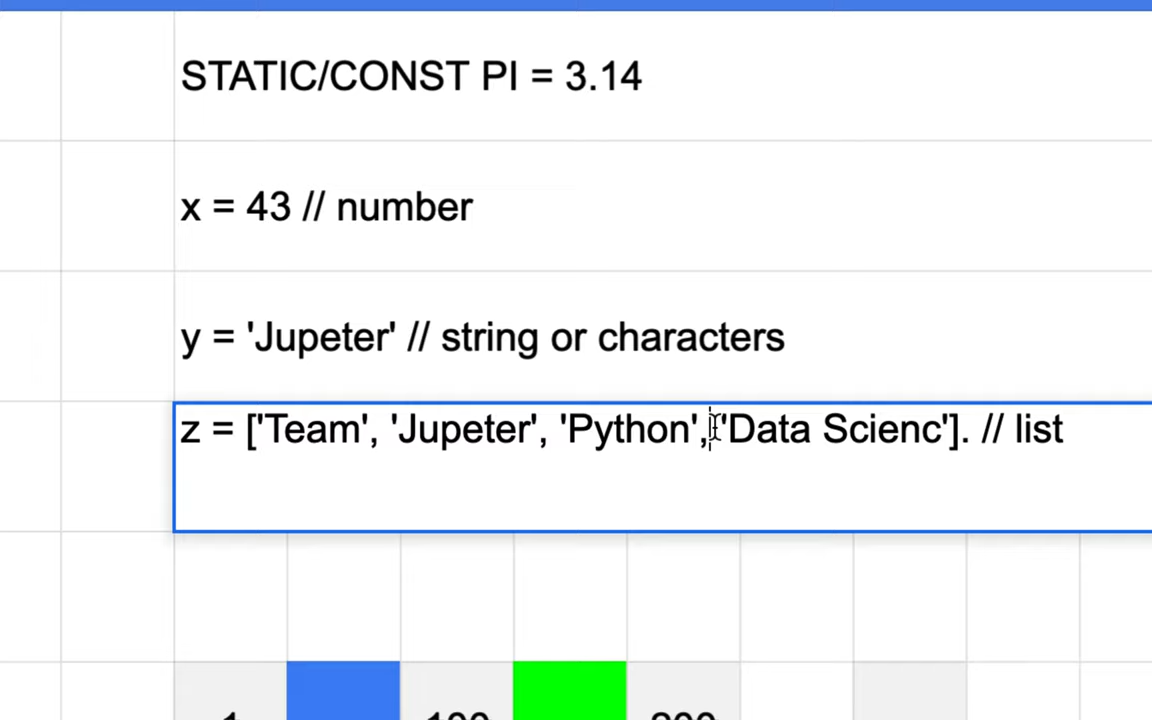 STATIC/CONST PI = 3.14
x = 43 // number
y = 'Jupeter' // string or characters
z = ['Team', 'Jupeter', 'Python', 'Data Scienc']. // list